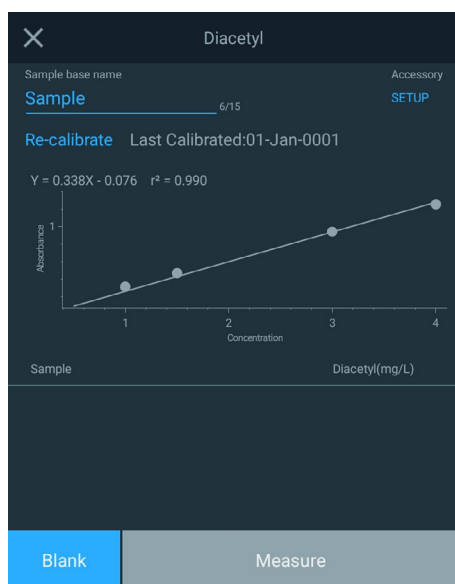 Diacetyl
Sample base name
Accessory
Sample
6/15
SETUP
Re-calibrate Last Calibrated:01-Jan-0001
Y = 0.338X - 0.076 r² = 0.990
Absorbance
1
1 2 3 4
Concentration
Sample Diacetyl(mg/L)
Blank Measure